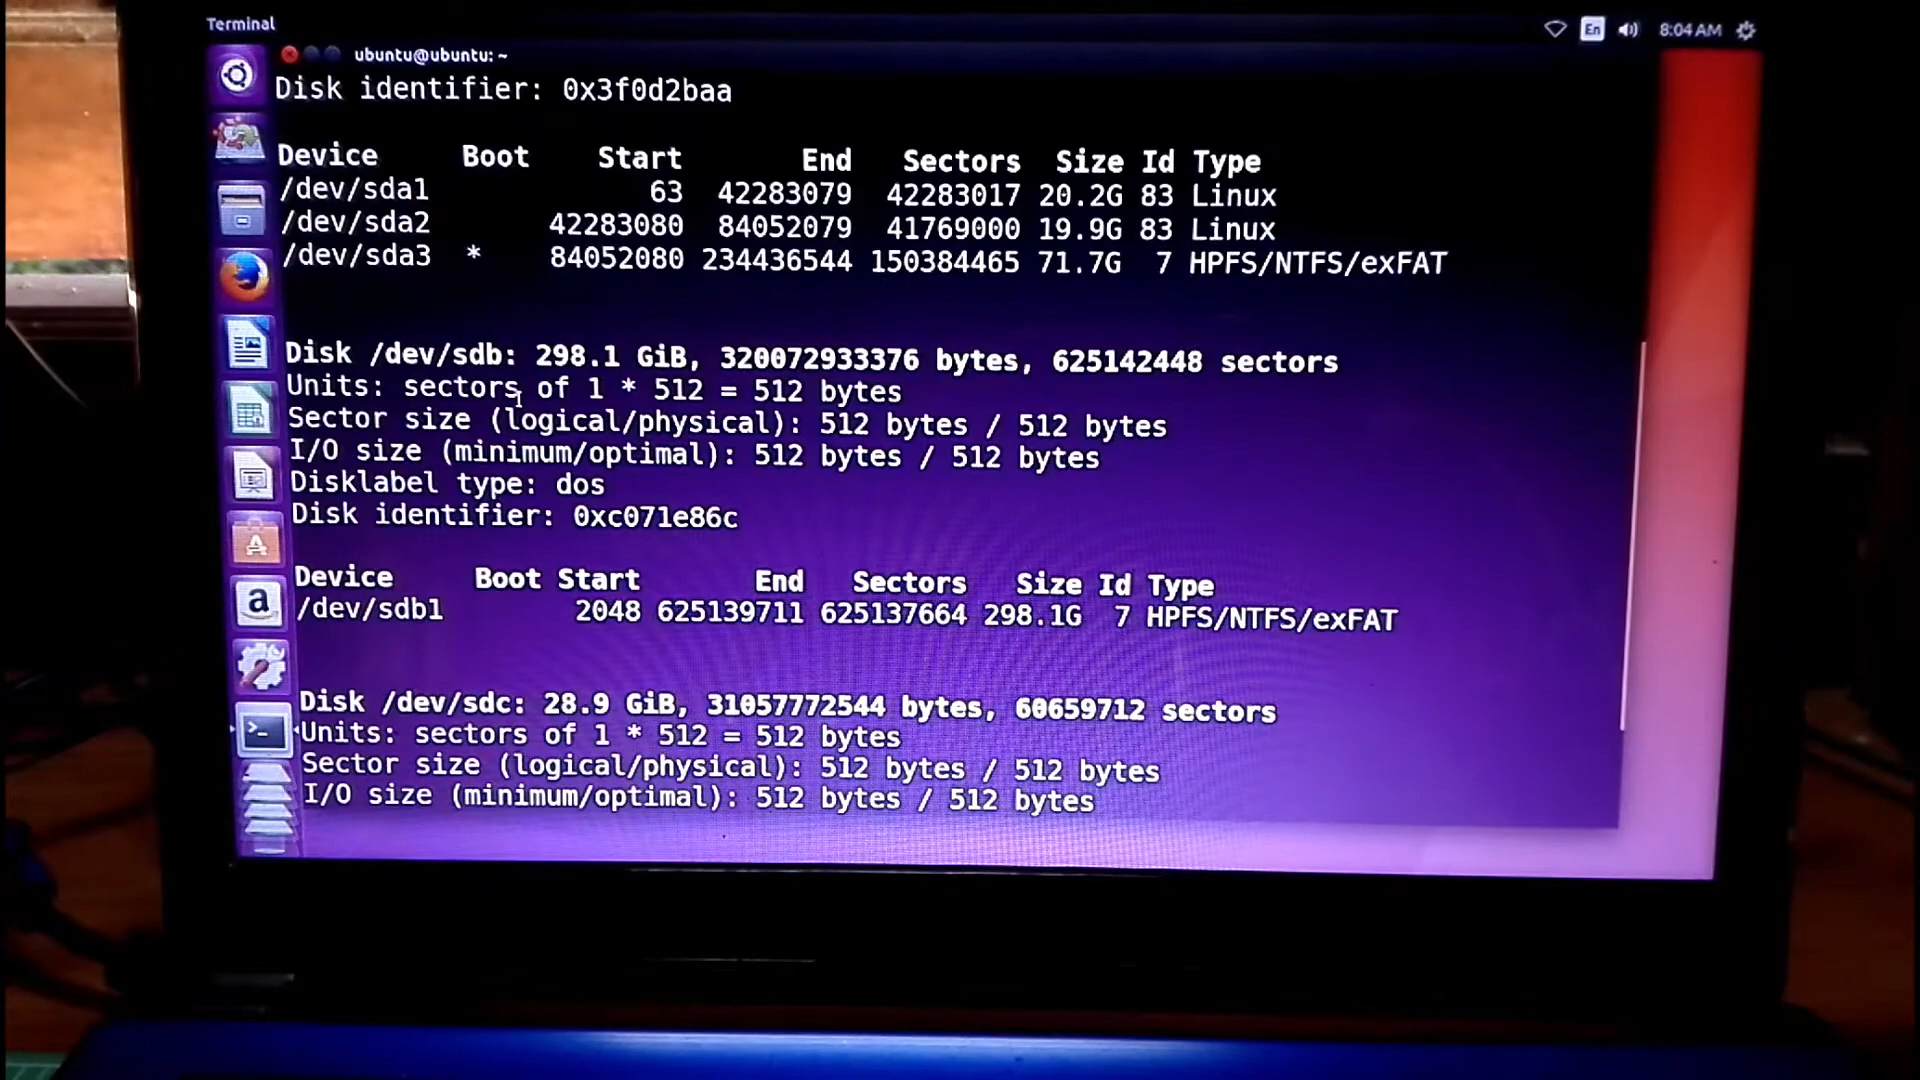 Terminal
En
8:04 AM
ubuntu@ubuntu: ~
Disk identifier: 0x3f0d2baa
Device Boot Start End Sectors Size Id Type
/dev/sda1 63 42283079 42283017 20.2G 83 Linux
/dev/sda2 42283080 84052079 41769000 19.9G 83 Linux
/dev/sda3 * 84052080 234436544 150384465 71.7G 7 HPFS/NTFS/exFAT
Disk /dev/sdb: 298.1 GiB, 320072933376 bytes, 625142448 sectors
Units: sectors of 1 * 512 = 512 bytes
Sector size (logical/physical): 512 bytes / 512 bytes
I/O size (minimum/optimal): 512 bytes / 512 bytes
Disklabel type: dos
Disk identifier: 0xc071e86c
Device Boot Start End Sectors Size Id Type
/dev/sdb1 2048 625139711 625137664 298.1G 7 HPFS/NTFS/exFAT
Disk /dev/sdc: 28.9 GiB, 31057772544 bytes, 60659712 sectors
Units: sectors of 1 * 512 = 512 bytes
Sector size (logical/physical): 512 bytes / 512 bytes
I/O size (minimum/optimal): 512 bytes / 512 bytes